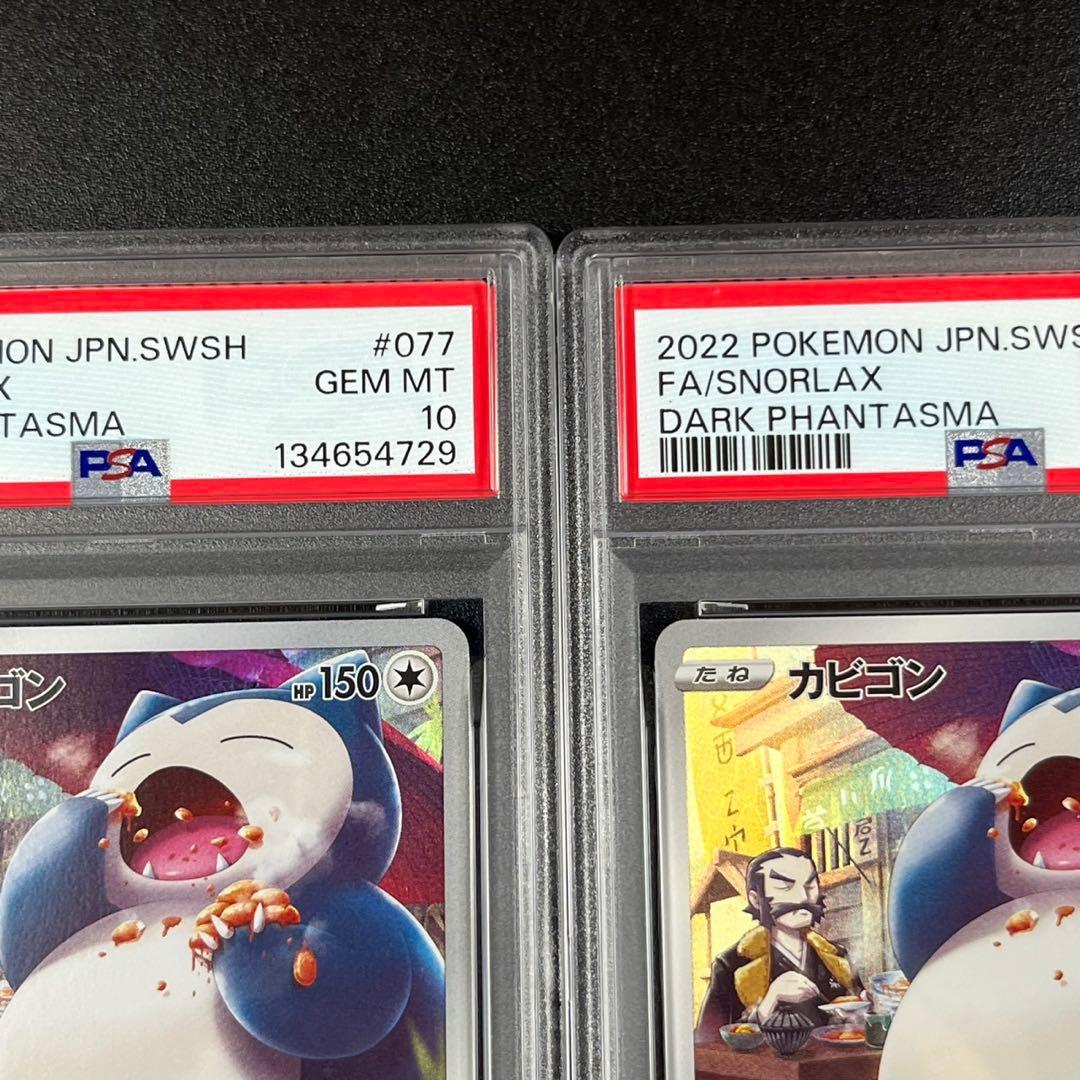 MON JPN.SWSH #077
X GEM MT
TASMA 10
PSA 134654729
2022 POKEMON JPN.SWS
FA/SNORLAX
DARK PHANTASMA
PSA
ゴン HP 150
たね カビゴン